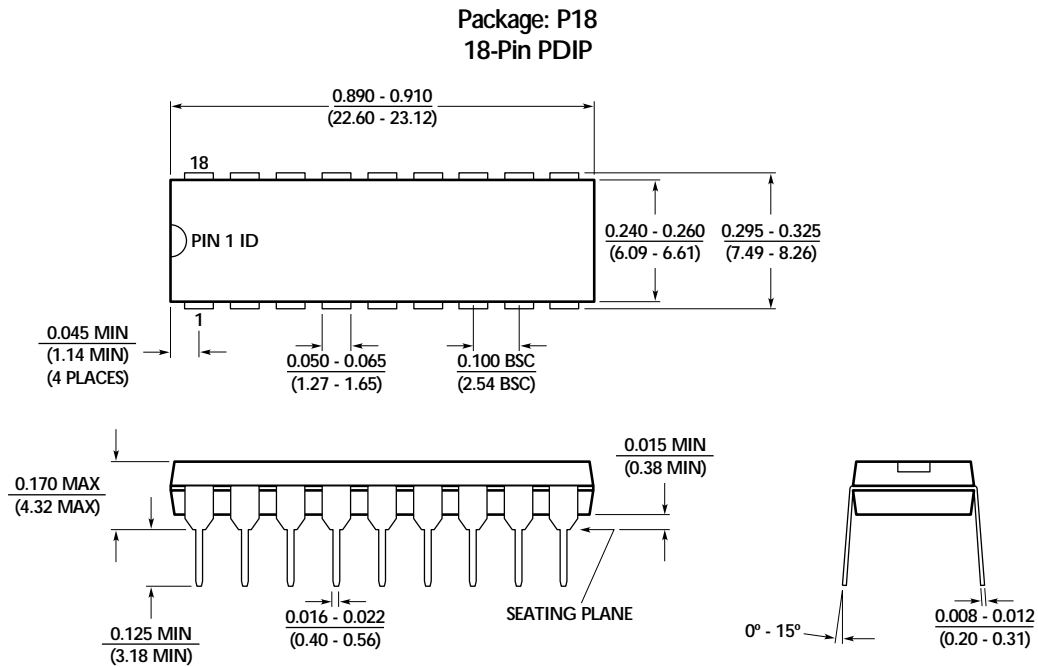 Package: P18
18-Pin PDIP
0.890 - 0.910
(22.60 - 23.12)
18
PIN 1 ID
0.240 - 0.260
(6.09 - 6.61)
0.295 - 0.325
(7.49 - 8.26)
1
0.045 MIN
(1.14 MIN)
(4 PLACES)
0.050 - 0.065
(1.27 - 1.65)
0.100 BSC
(2.54 BSC)
0.015 MIN
(0.38 MIN)
0.170 MAX
(4.32 MAX)
0.016 - 0.022
(0.40 - 0.56)
SEATING PLANE
0.125 MIN
(3.18 MIN)
0º - 15º
0.008 - 0.012
(0.20 - 0.31)